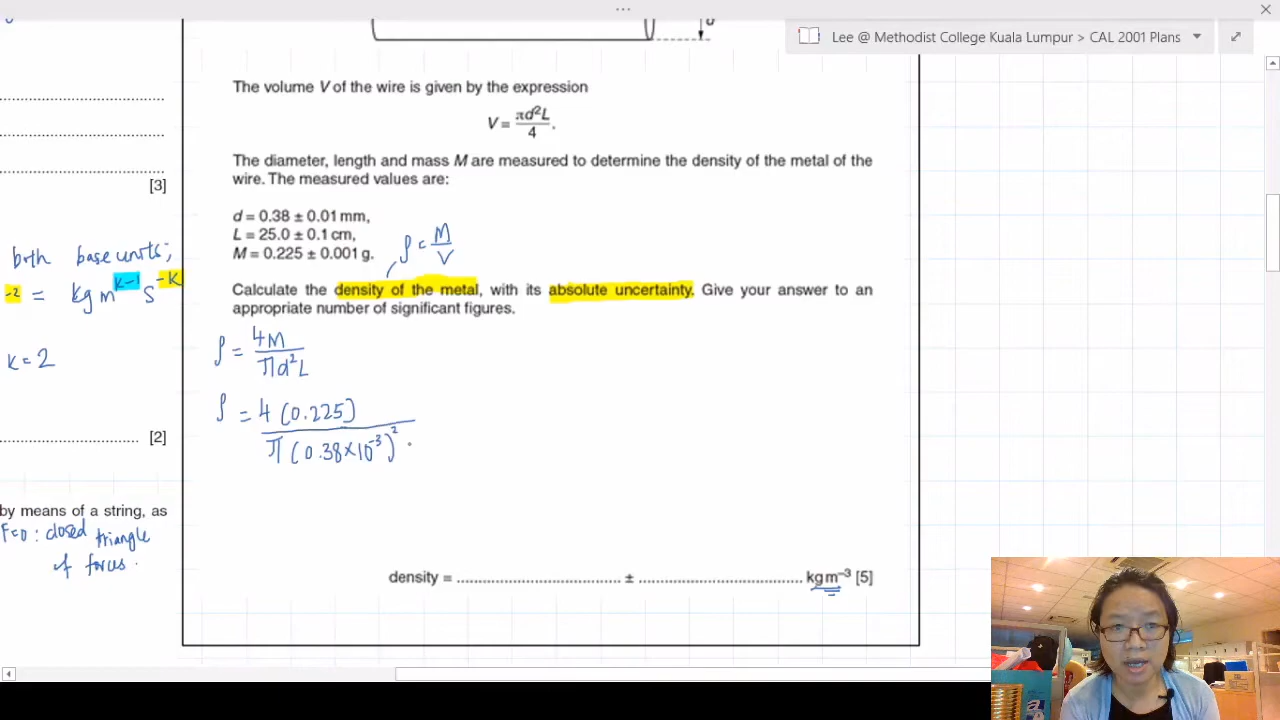 ...
Lee @ Methodist College Kuala Lumpur > CAL 2001 Plans
d
The volume V of the wire is given by the expression
V = πd²L/4.
The diameter, length and mass M are measured to determine the density of the metal of the
wire. The measured values are:
[3]
d = 0.38 ± 0.01 mm,
L = 25.0 ± 0.1 cm,
M = 0.225 ± 0.001 g.
ρ = M/V
both base units;
-2 = kg m^k-1 s^-k
k = 2
Calculate the density of the metal, with its absolute uncertainty. Give your answer to an
appropriate number of significant figures.
ρ = 4M/πd²L
ρ = 4(0.225)/π(0.38×10⁻³)² ·
[2]
by means of a string, as
F=0 : closed triangle
of forces .
density = ................................................ ± ................................................ kg m⁻³ [5]